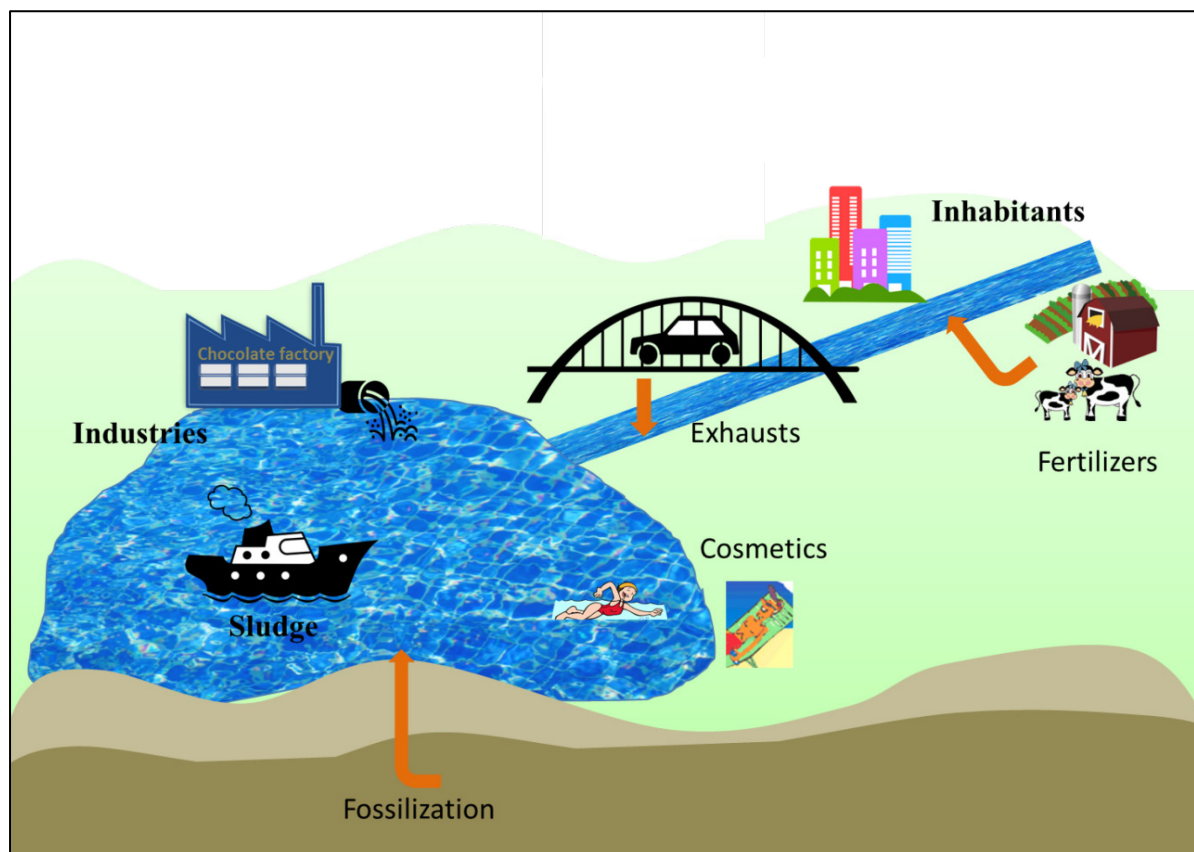 Inhabitants
Chocolate factory
Industries
Exhausts
Fertilizers
Cosmetics
Sludge
Fossilization